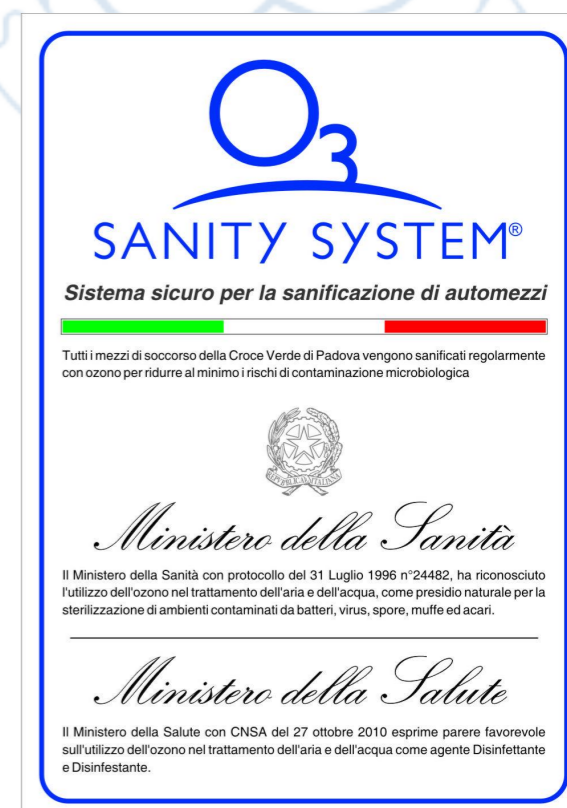 O3
SANITY SYSTEM®
Sistema sicuro per la sanificazione di automezzi
Tutti i mezzi di soccorso della Croce Verde di Padova vengono sanificati regolarmente
con ozono per ridurre al minimo i rischi di contaminazione microbiologica
REPVBBLICA ITALIANA
Ministero della Sanità
Il Ministero della Sanità con protocollo del 31 Luglio 1996 n°24482, ha riconosciuto
l'utilizzo dell'ozono nel trattamento dell'aria e dell'acqua, come presidio naturale per la
sterilizzazione di ambienti contaminati da batteri, virus, spore, muffe ed acari.
Ministero della Salute
Il Ministero della Salute con CNSA del 27 ottobre 2010 esprime parere favorevole
sull'utilizzo dell'ozono nel trattamento dell'aria e dell'acqua come agente Disinfettante
e Disinfestante.